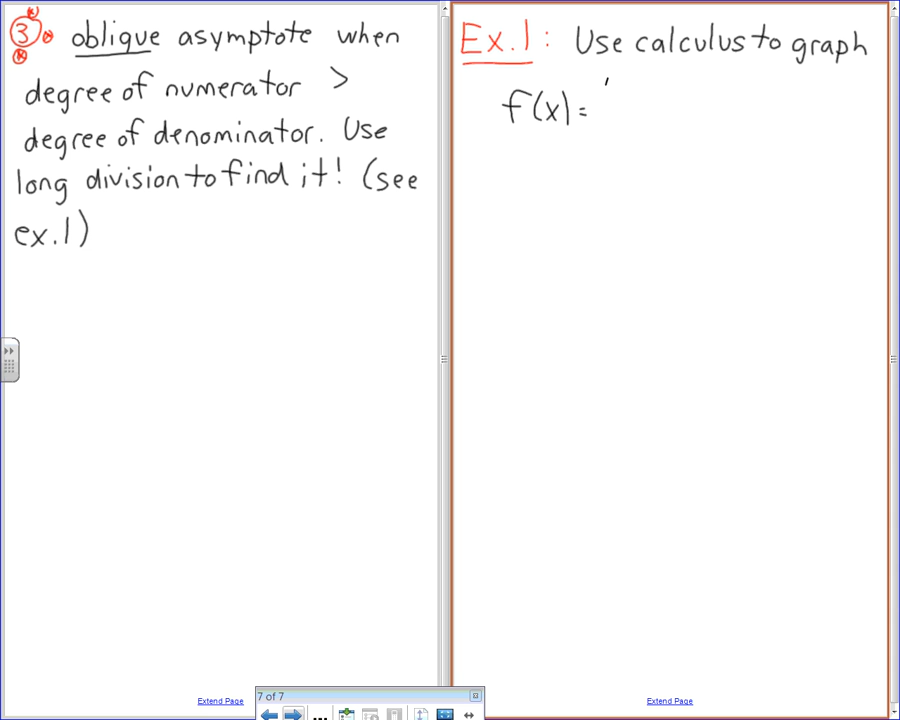 3 oblique asymptote when
degree of numerator >
degree of denominator. Use
long division to find it! (see
ex.1)
Extend Page
Ex.1: Use calculus to graph
f(x)=
Extend Page
7 of 7